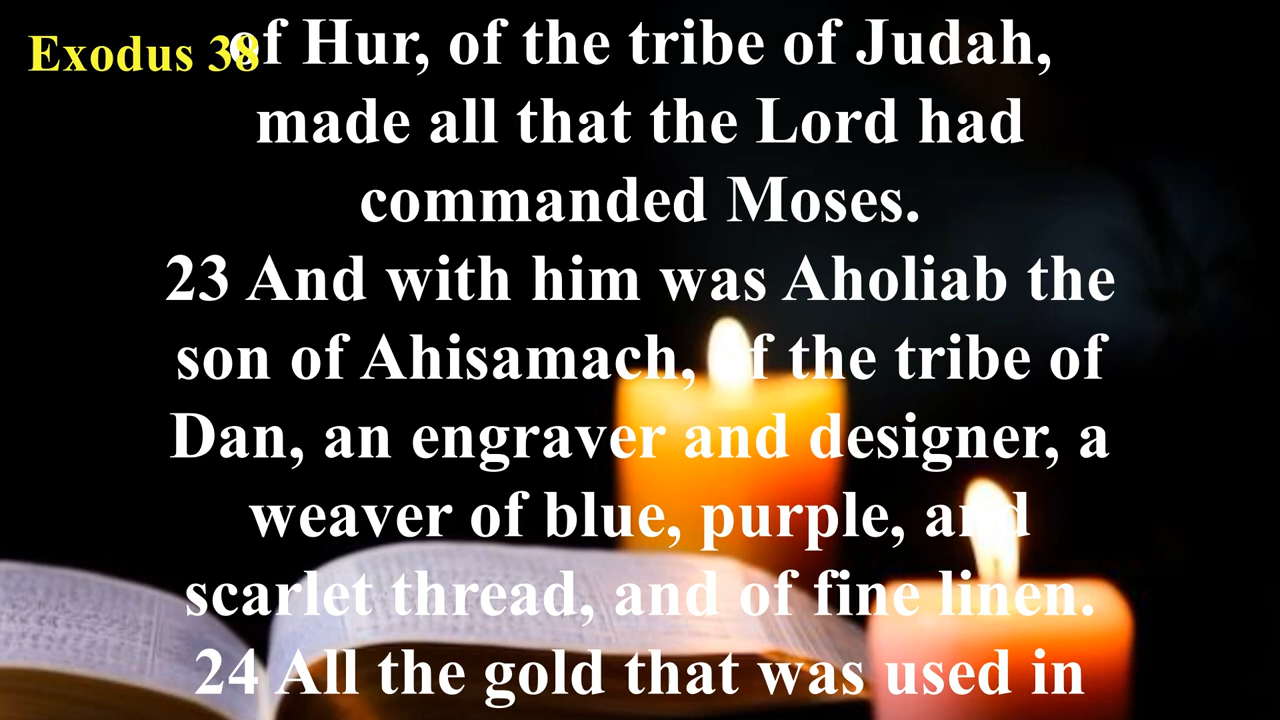 Exodus 38
of Hur, of the tribe of Judah,
made all that the Lord had
commanded Moses.
23 And with him was Aholiab the
son of Ahisamach, of the tribe of
Dan, an engraver and designer, a
weaver of blue, purple, and
scarlet thread, and of fine linen.
24 All the gold that was used in